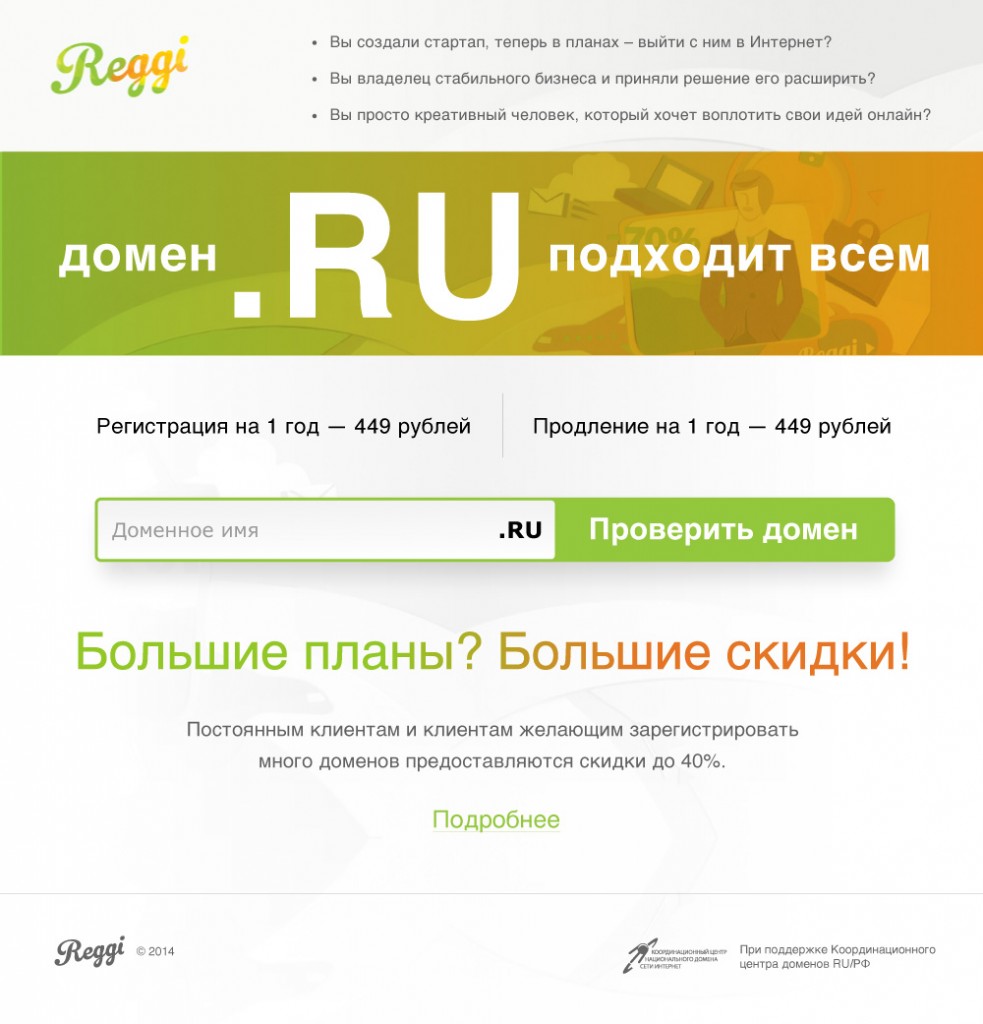 Reggi
• Вы создали стартап, теперь в планах – выйти с ним в Интернет?
• Вы владелец стабильного бизнеса и приняли решение его расширить?
• Вы просто креативный человек, который хочет воплотить свои идей онлайн?
-70%
домен .RU подходит всем
Reggi
Регистрация на 1 год — 449 рублей
Продление на 1 год — 449 рублей
Доменное имя .RU
Проверить домен
Большие планы? Большие скидки!
Постоянным клиентам и клиентам желающим зарегистрировать
много доменов предоставляются скидки до 40%.
Подробнее
Reggi © 2014
КООРДИНАЦИОННЫЙ ЦЕНТР
НАЦИОНАЛЬНОГО ДОМЕНА
СЕТИ ИНТЕРНЕТ
При поддержке Координационного
центра доменов RU/РФ